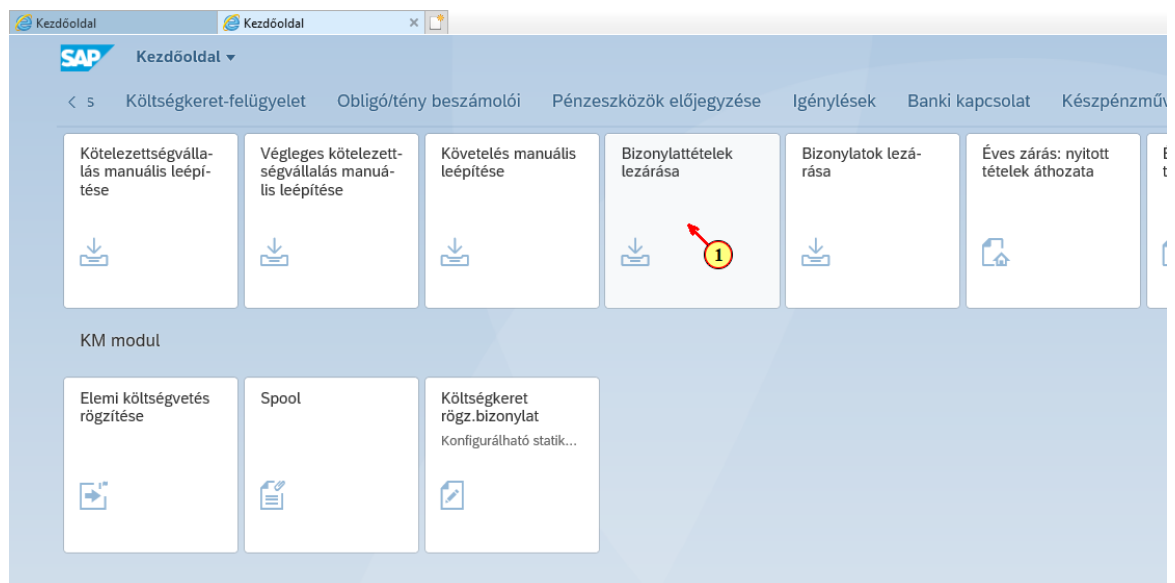 Kezdőoldal
Kezdőoldal
SAP Kezdőoldal
s Költségkeret-felügyelet Obligó/tény beszámolói Pénzeszközök előjegyzése Igénylések Banki kapcsolat Készpénzműv
Kötelezettségválla-
lás manuális leépí-
tése
Végleges kötelezett-
ségvállalás manuá-
lis leépítése
Követelés manuális
leépítése
Bizonylattételek
lezárása
1
Bizonylatok lezá-
rása
Éves zárás: nyitott
tételek áthozata
KM modul
Elemi költségvetés
rögzítése
Spool
Költségkeret
rögz.bizonylat
Konfigurálható statik...